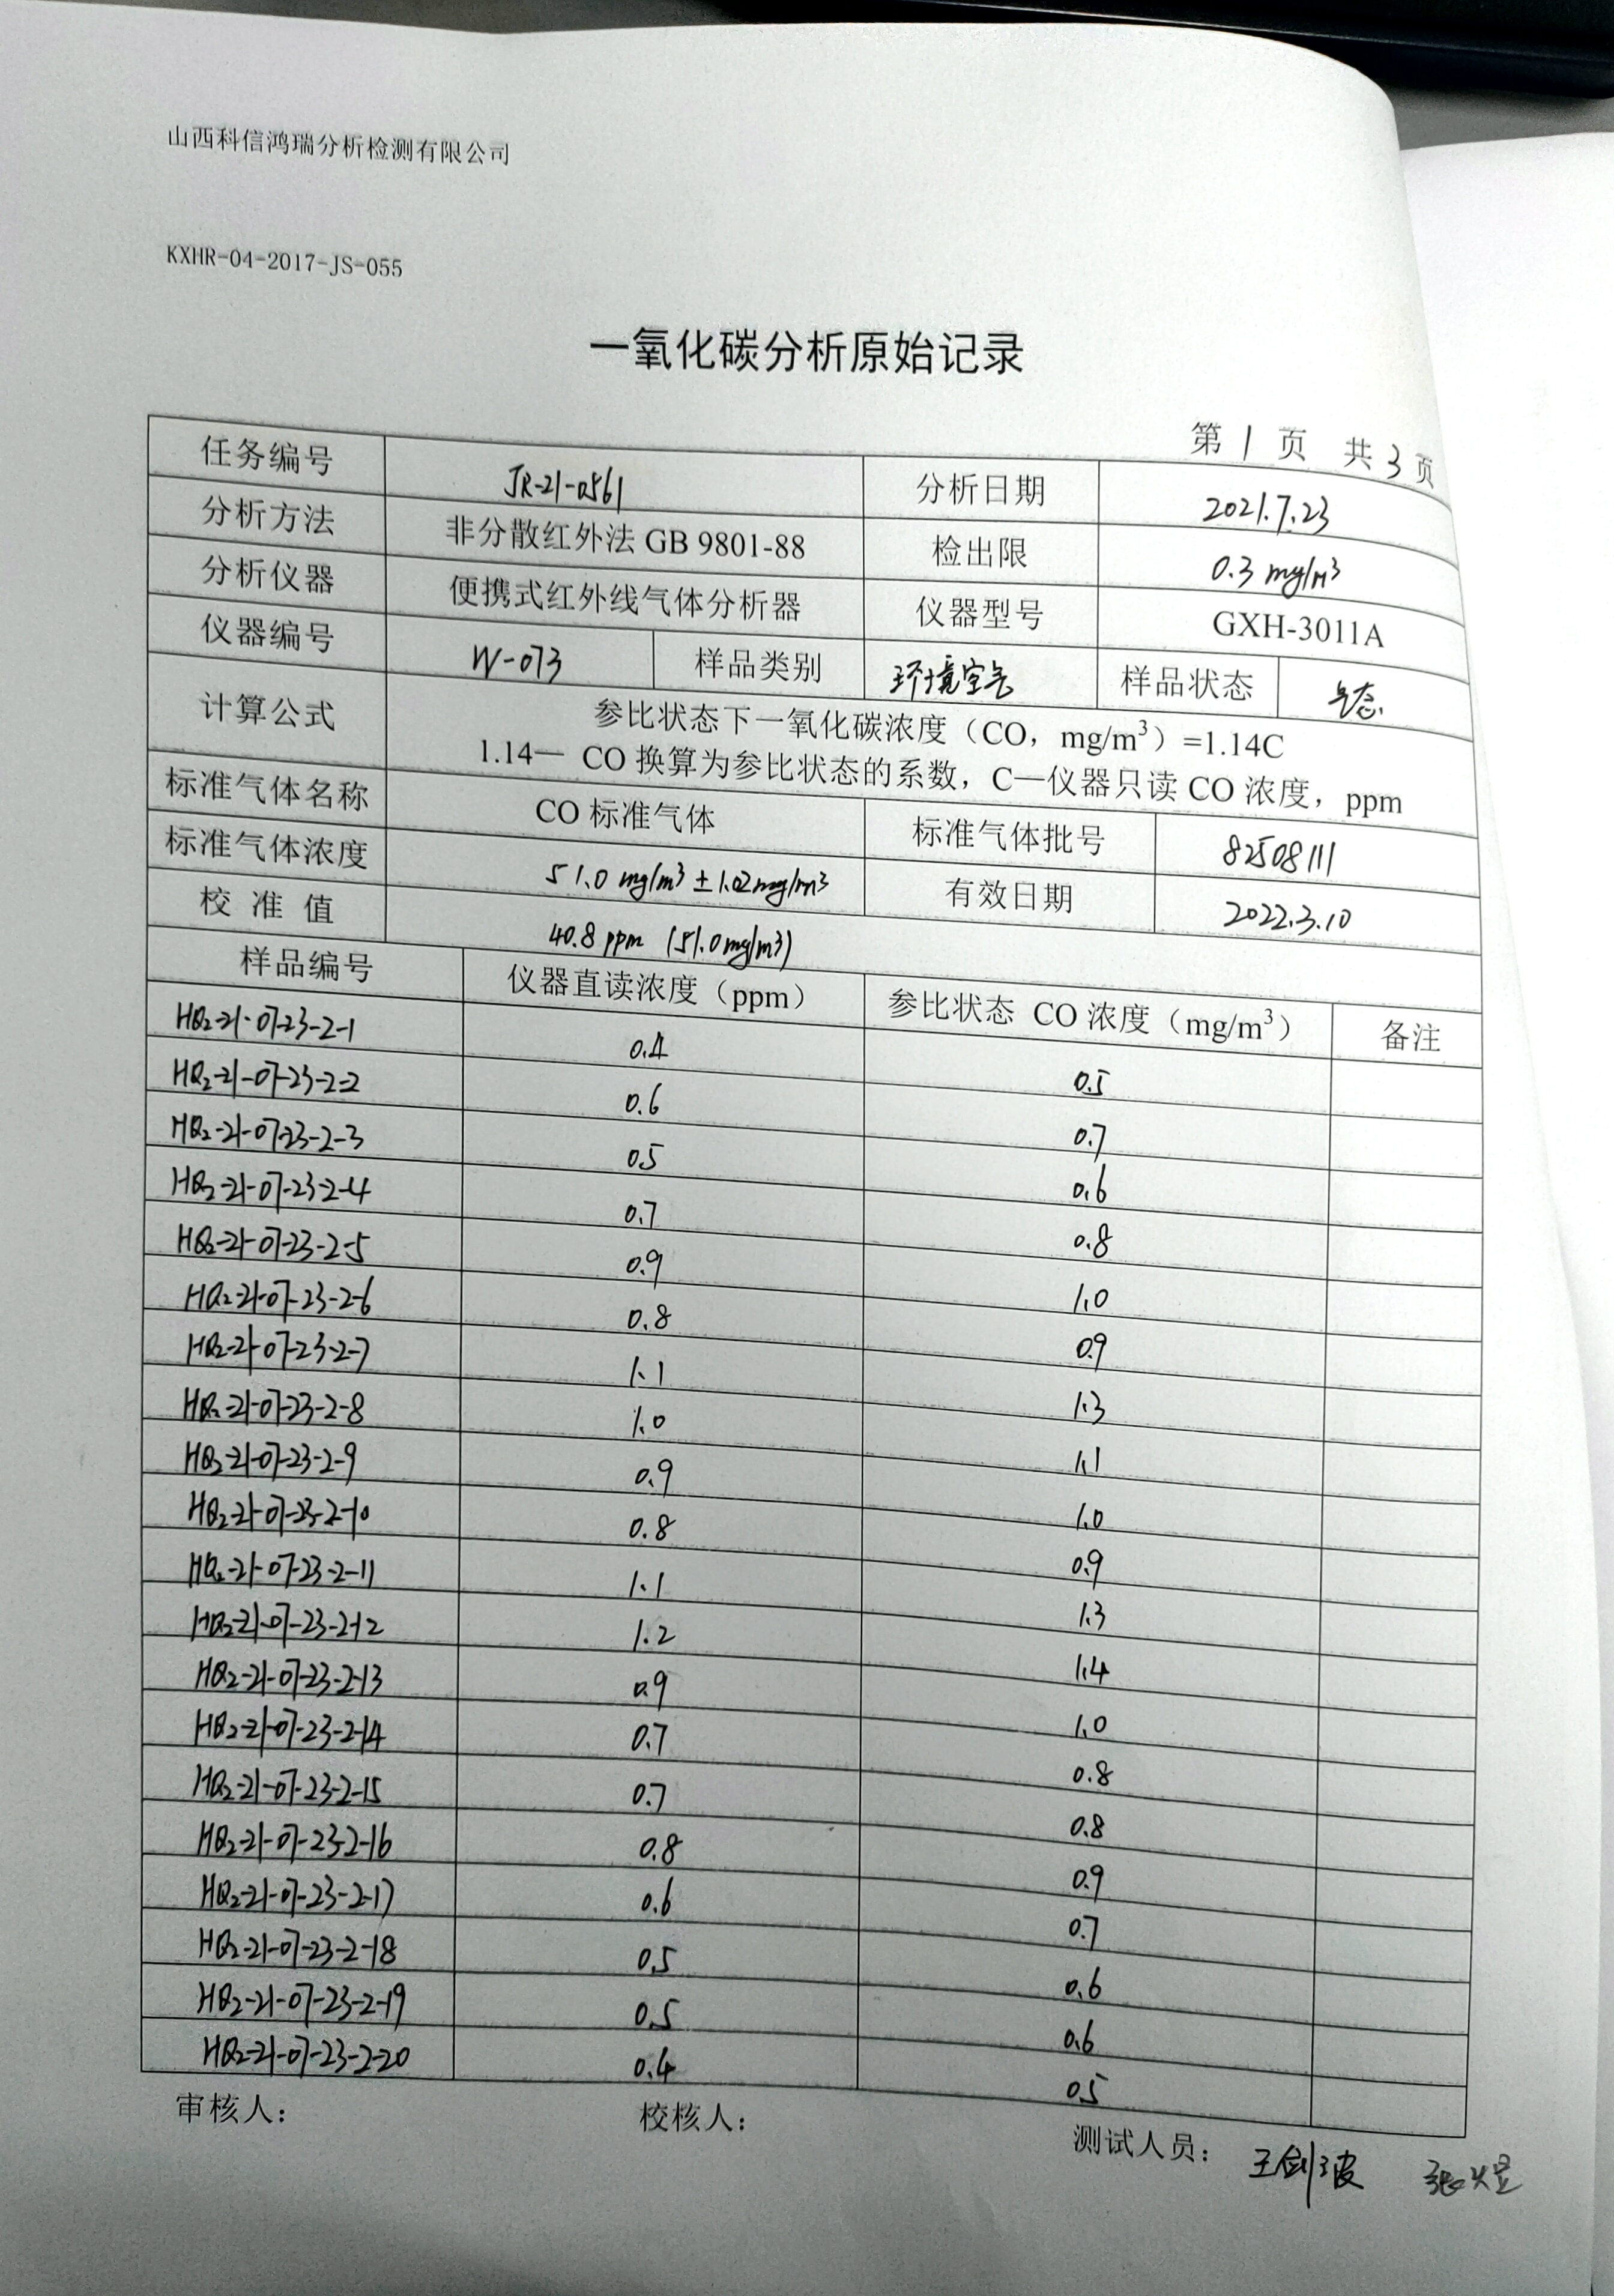 山西科信鸿瑞分析检测有限公司
KXHR-04-2017-JS-055
一氧化碳分析原始记录
第 1 页 共 3 页
任务编号 JR-21-0561 分析日期 2021.7.23
分析方法 非分散红外法 GB 9801-88 检出限 0.3 mg/m³
分析仪器 便携式红外线气体分析器 仪器型号 GXH-3011A
仪器编号 W-073 样品类别 环境空气 样品状态 气态
计算公式 参比状态下一氧化碳浓度（CO，mg/m³）=1.14C
1.14— CO 换算为参比状态的系数，C—仪器只读 CO 浓度，ppm
标准气体名称 CO 标准气体 标准气体批号 82508111
标准气体浓度 51.0 mg/m³ ±1.02mg/m³ 有效日期 2022.3.10
校 准 值 40.8 ppm (51.0mg/m³)
样品编号 仪器直读浓度（ppm） 参比状态 CO 浓度（mg/m³） 备注
HQ2-21-07-23-2-1 0.4 0.5
HQ2-21-07-23-2-2 0.6 0.7
HQ2-21-07-23-2-3 0.5 0.6
HQ2-21-07-23-2-4 0.7 0.8
HQ2-21-07-23-2-5 0.9 1.0
HQ2-21-07-23-2-6 0.8 0.9
HQ2-21-07-23-2-7 1.1 1.3
HQ2-21-07-23-2-8 1.0 1.1
HQ2-21-07-23-2-9 0.9 1.0
HQ2-21-07-23-2-10 0.8 0.9
HQ2-21-07-23-2-11 1.1 1.3
HQ2-21-07-23-2-12 1.2 1.4
HQ2-21-07-23-2-13 0.9 1.0
HQ2-21-07-23-2-14 0.7 0.8
HQ2-21-07-23-2-15 0.7 0.8
HQ2-21-07-23-2-16 0.8 0.9
HQ2-21-07-23-2-17 0.6 0.7
HQ2-21-07-23-2-18 0.5 0.6
HQ2-21-07-23-2-19 0.5 0.6
HQ2-21-07-23-2-20 0.4 0.5
审核人： 校核人： 测试人员： 王剑波 张煜